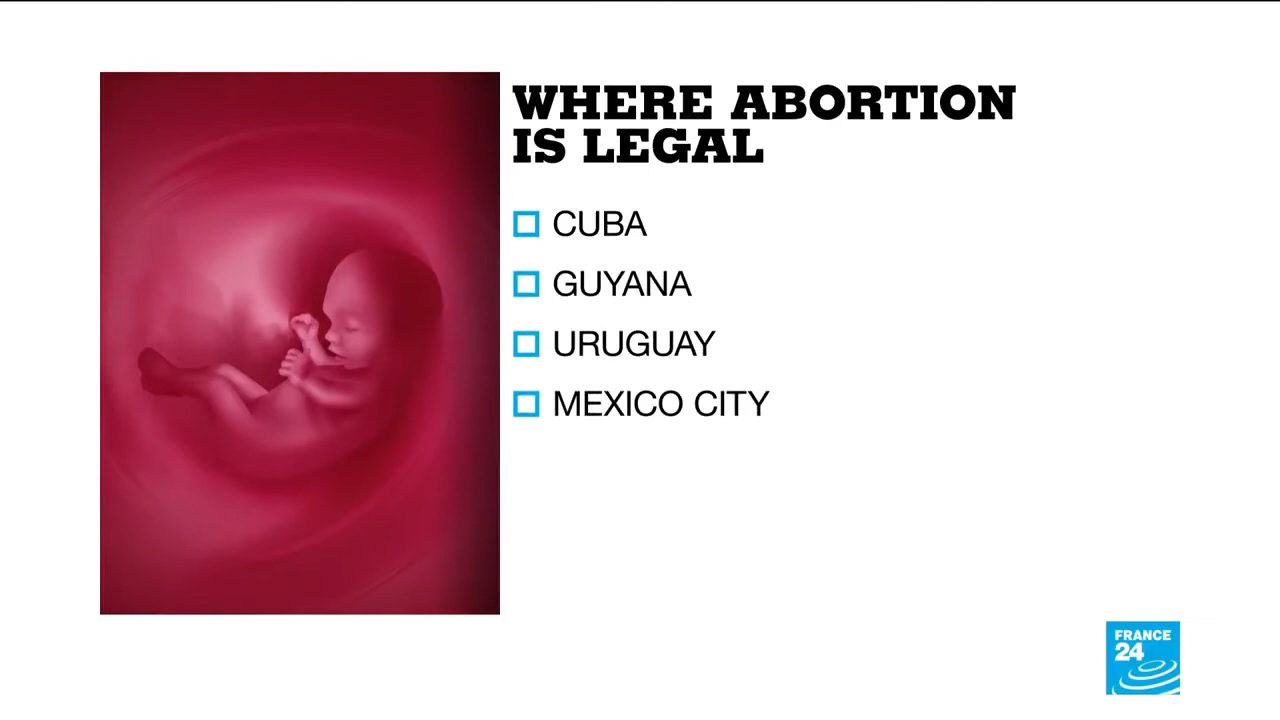 WHERE ABORTION
IS LEGAL
CUBA
GUYANA
URUGUAY
MEXICO CITY
FRANCE
24